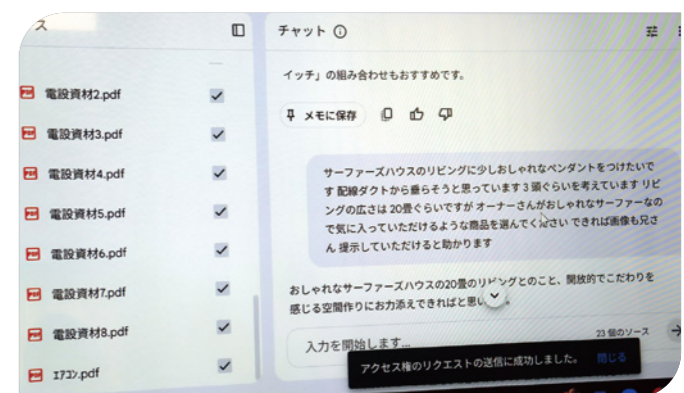 ス
電設資材2.pdf
電設資材3.pdf
電設資材4.pdf
電設資材5.pdf
電設資材6.pdf
電設資材7.pdf
電設資材8.pdf
ｴｱｺﾝ.pdf
チャット
イッチ」の組み合わせもおすすめです。
メモに保存
サーファーズハウスのリビングに少しおしゃれなペンダントをつけたいで
す 配線ダクトから垂らそうと思っています 3 頭ぐらいを考えています リビ
ングの広さは 20畳ぐらいですが オーナーさんがおしゃれなサーファーなの
で気に入っていただけるような商品を選んでください できれば画像も兄さ
ん 提示していただけると助かります
おしゃれなサーファーズハウスの20畳のリビングとのこと、開放的でこだわりを
感じる空間作りにお力添えできればと思い
入力を開始します...
23 個のソース
アクセス権のリクエストの送信に成功しました。 閉じる